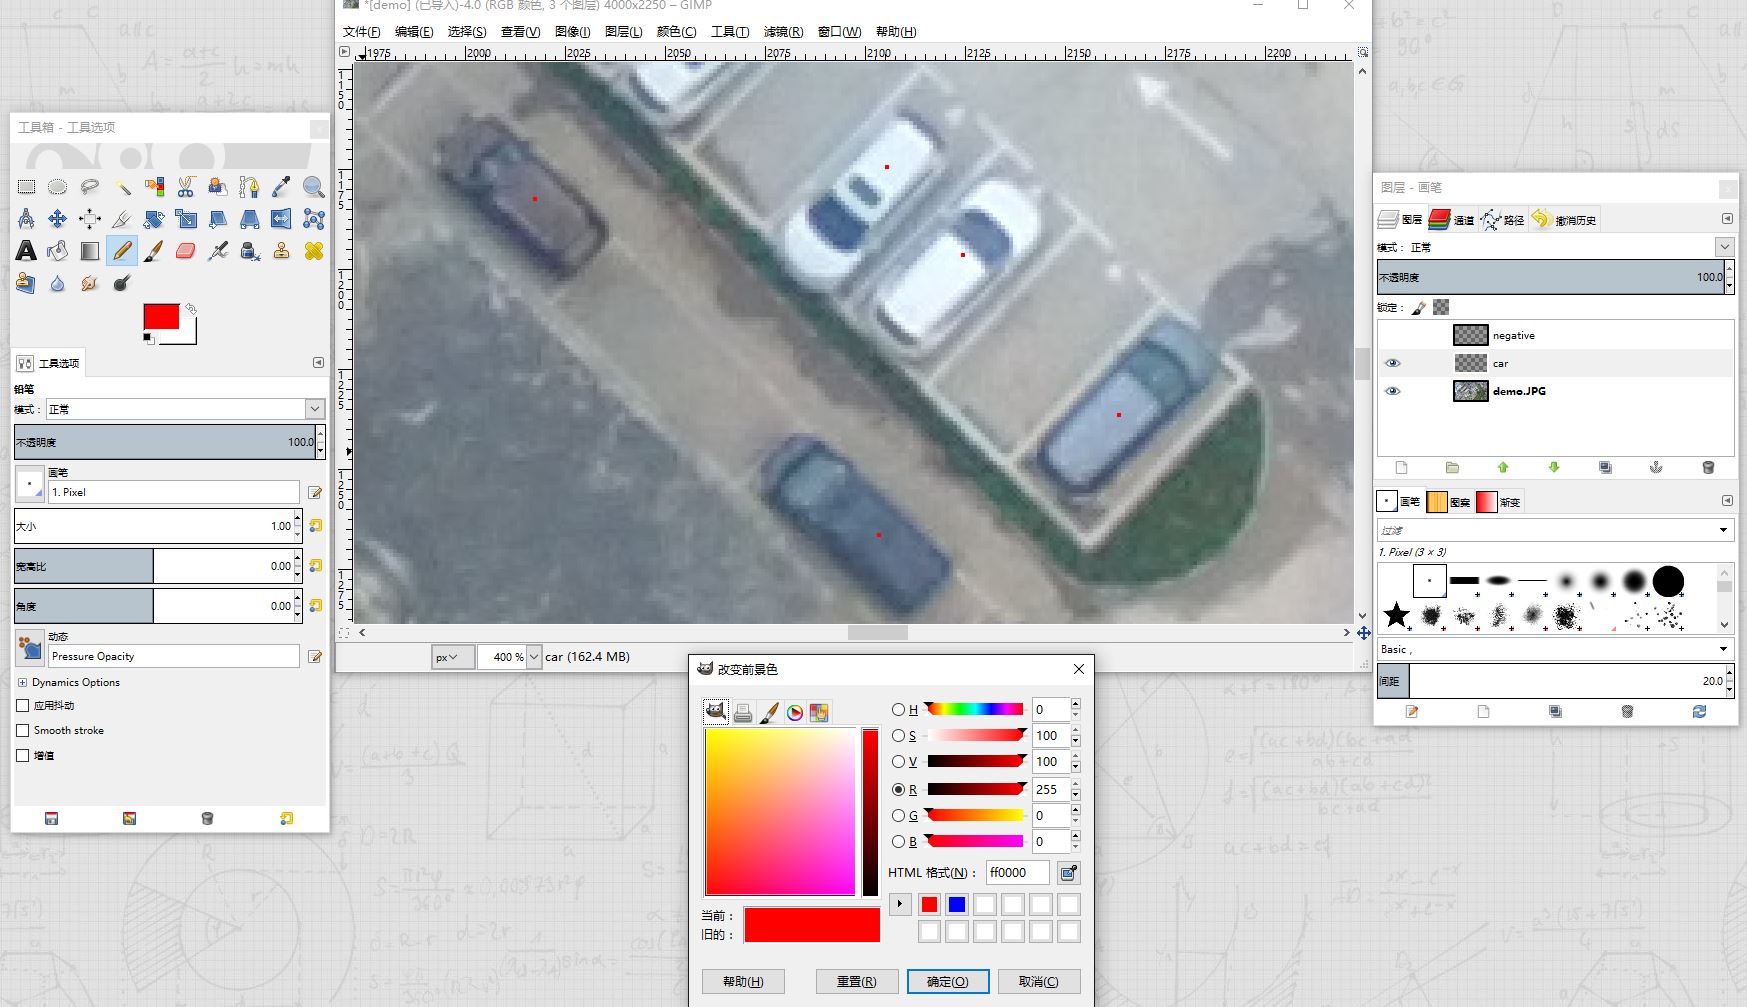 *[demo] (已导入)-4.0 (RGB 颜色, 3 个图层) 4000x2250 – GIMP
文件(F) 编辑(E) 选择(S) 查看(V) 图像(I) 图层(L) 颜色(C) 工具(T) 滤镜(R) 窗口(W) 帮助(H)
1975 2000 2025 2050 2075 2100 2125 2150 2175 2200
1150
1175
1200
1225
1250
1275
px 400 % car (162.4 MB)
工具箱 - 工具选项
工具选项
铅笔
模式： 正常
不透明度 100.0
画笔
1. Pixel
大小 1.00
宽高比 0.00
角度 0.00
动态
Pressure Opacity
Dynamics Options
应用抖动
Smooth stroke
增值
图层 - 画笔
图层 通道 路径 撤消历史
模式： 正常
不透明度 100.0
锁定：
negative
car
demo.JPG
画笔 图案 渐变
过滤
1. Pixel (3 × 3)
Basic ,
间距 20.0
改变前景色
H 0
S 100
V 100
R 255
G 0
B 0
HTML 格式(N)： ff0000
当前：
旧的：
帮助(H) 重置(R) 确定(O) 取消(C)